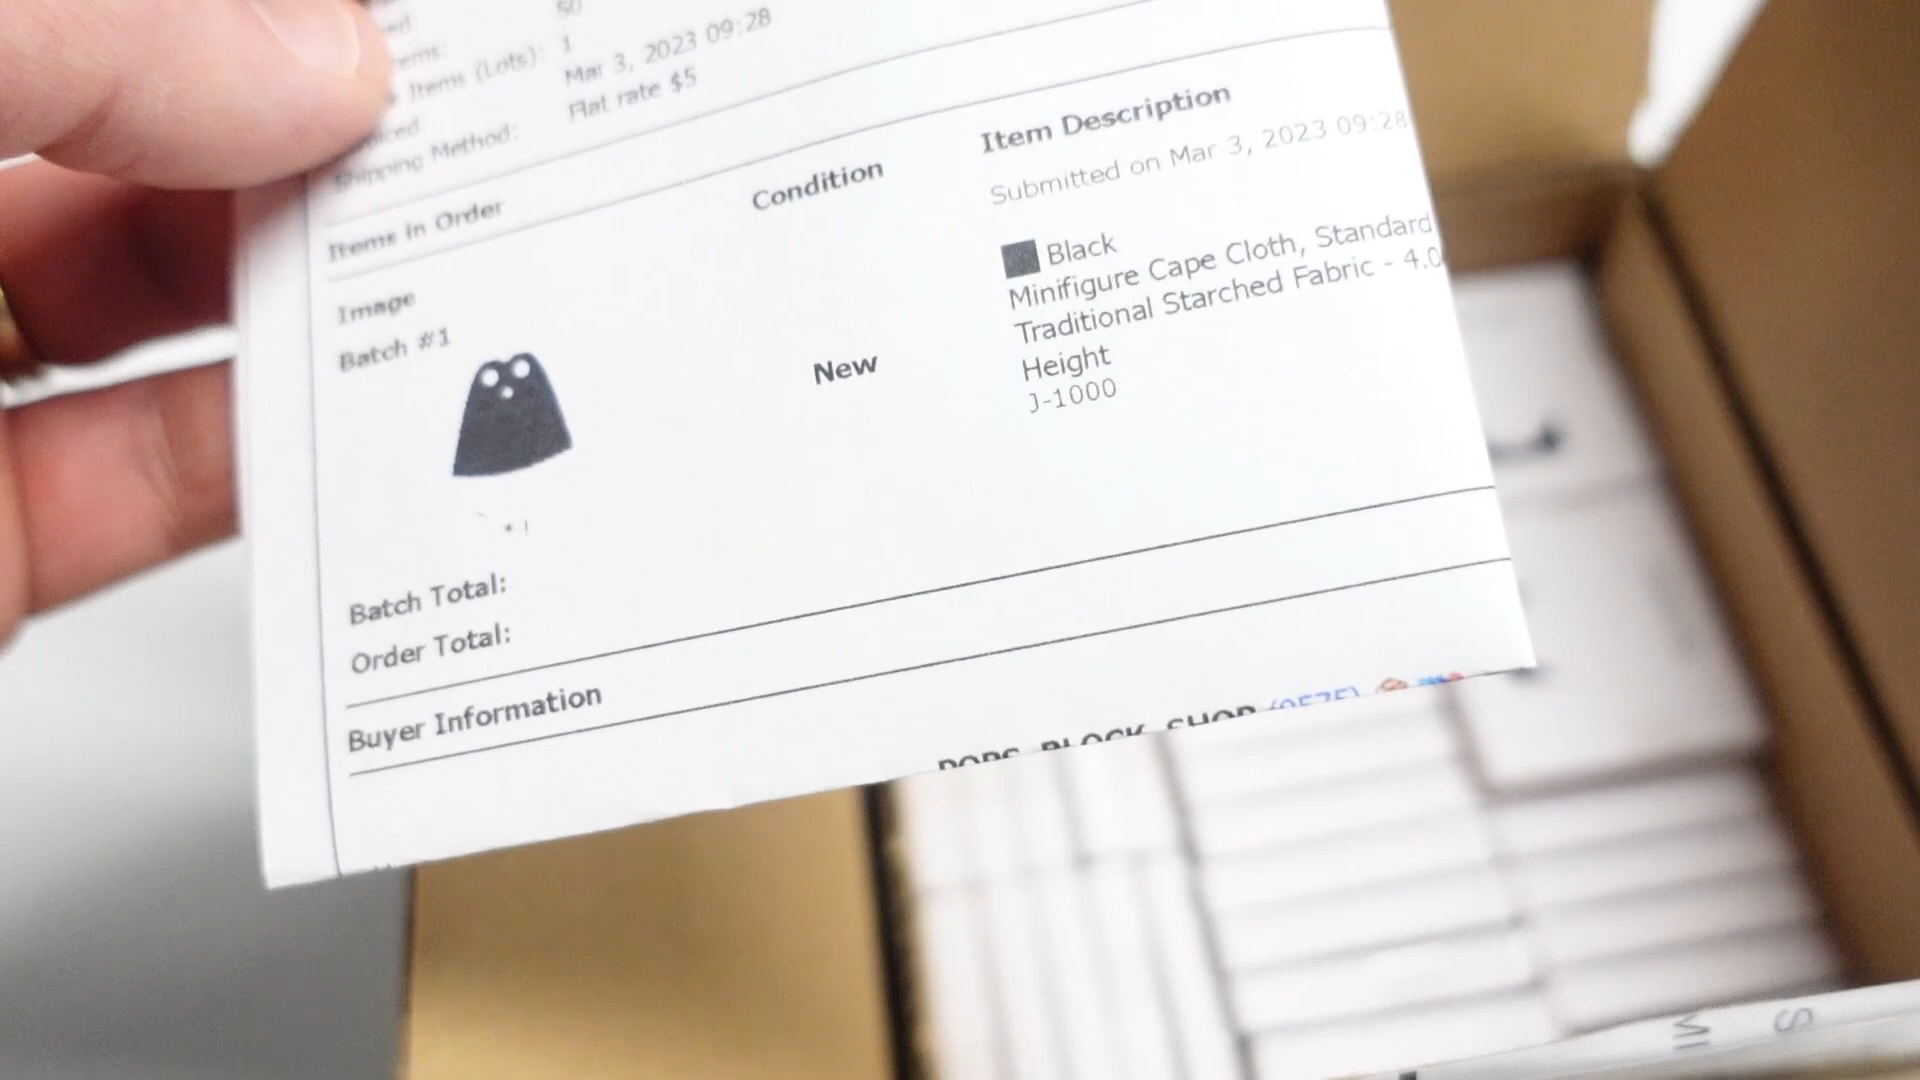 50
Items (Lots): 1
Mar 3, 2023 09:28
Shipping Method: Flat rate $5
Items in Order
Image Condition Item Description
Batch #1 Submitted on Mar 3, 2023 09:28
New
Black
Minifigure Cape Cloth, Standard
Traditional Starched Fabric - 4.0
Height
J-1000
Batch Total:
Order Total:
Buyer Information